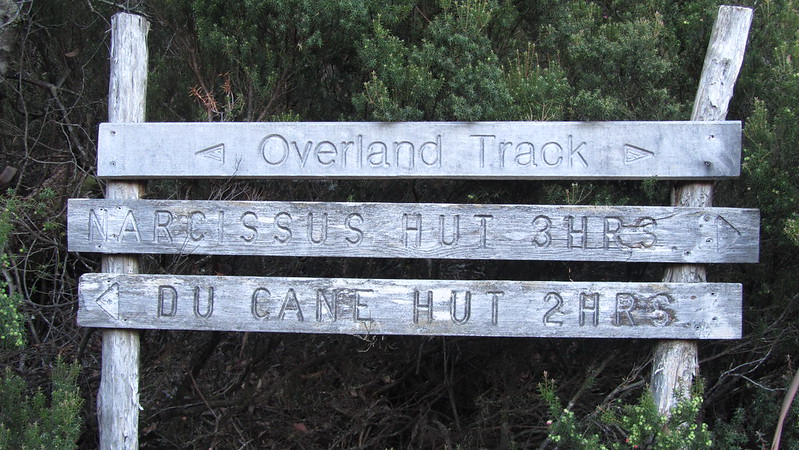 Overland Track
NARCISSUS HUT 3HRS
DU CANE HUT 2HRS